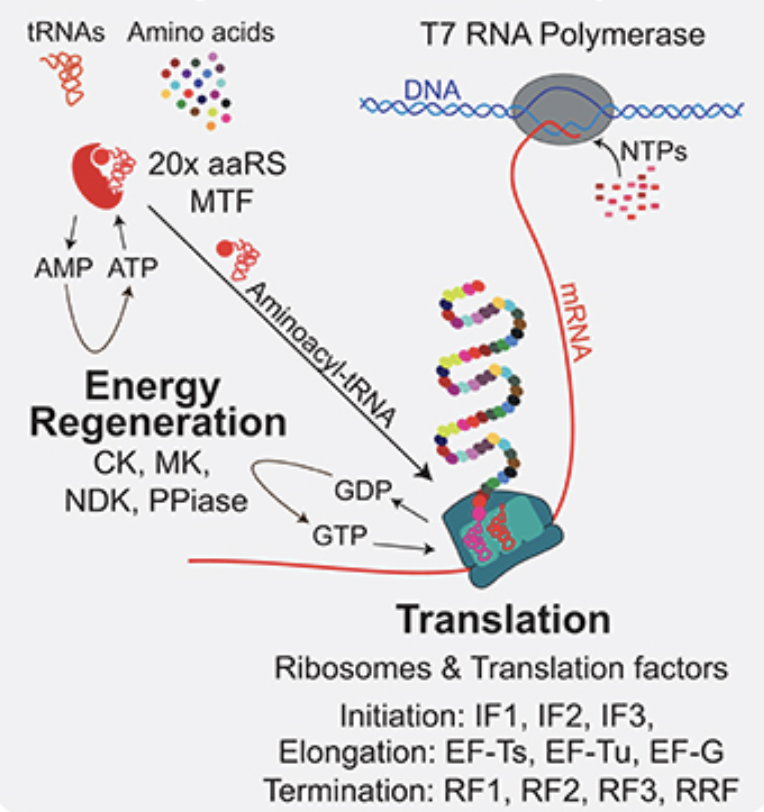 tRNAs
Amino acids
T7 RNA Polymerase
DNA
NTPs
20x aaRS
MTF
AMP
ATP
Aminoacyl-tRNA
mRNA
Energy
Regeneration
CK, MK,
NDK, PPiase
GDP
GTP
Translation
Ribosomes & Translation factors
Initiation: IF1, IF2, IF3,
Elongation: EF-Ts, EF-Tu, EF-G
Termination: RF1, RF2, RF3, RRF